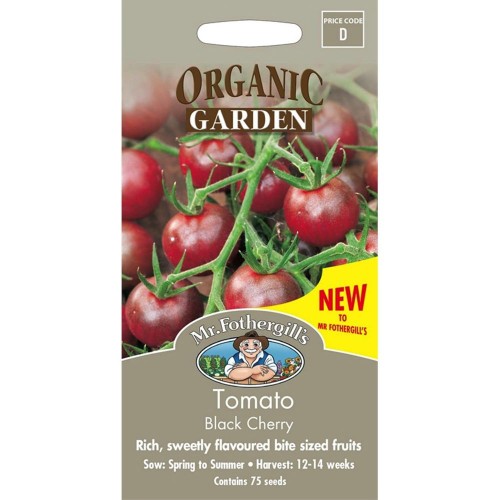 PRICE CODE
D
ORGANIC
GARDEN
NEW
TO
MR FOTHERGILL'S
Mr. Fothergill's
Tomato
Black Cherry
Rich, sweetly flavoured bite sized fruits
Sow: Spring to Summer • Harvest: 12-14 weeks
Contains 75 seeds